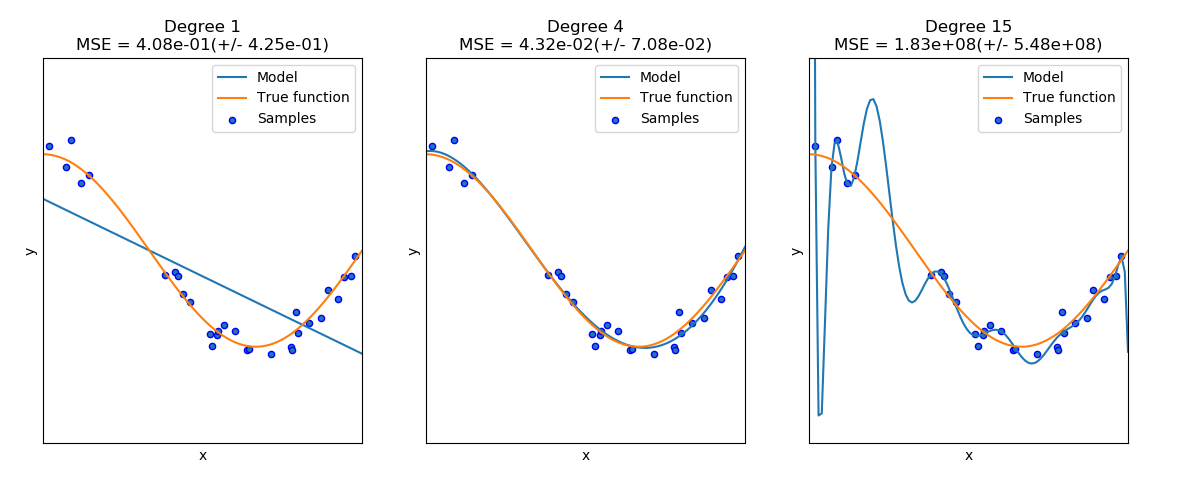 Degree 1
MSE = 4.08e-01(+/- 4.25e-01)
Model
True function
Samples
y
x
Degree 4
MSE = 4.32e-02(+/- 7.08e-02)
Model
True function
Samples
y
x
Degree 15
MSE = 1.83e+08(+/- 5.48e+08)
Model
True function
Samples
y
x